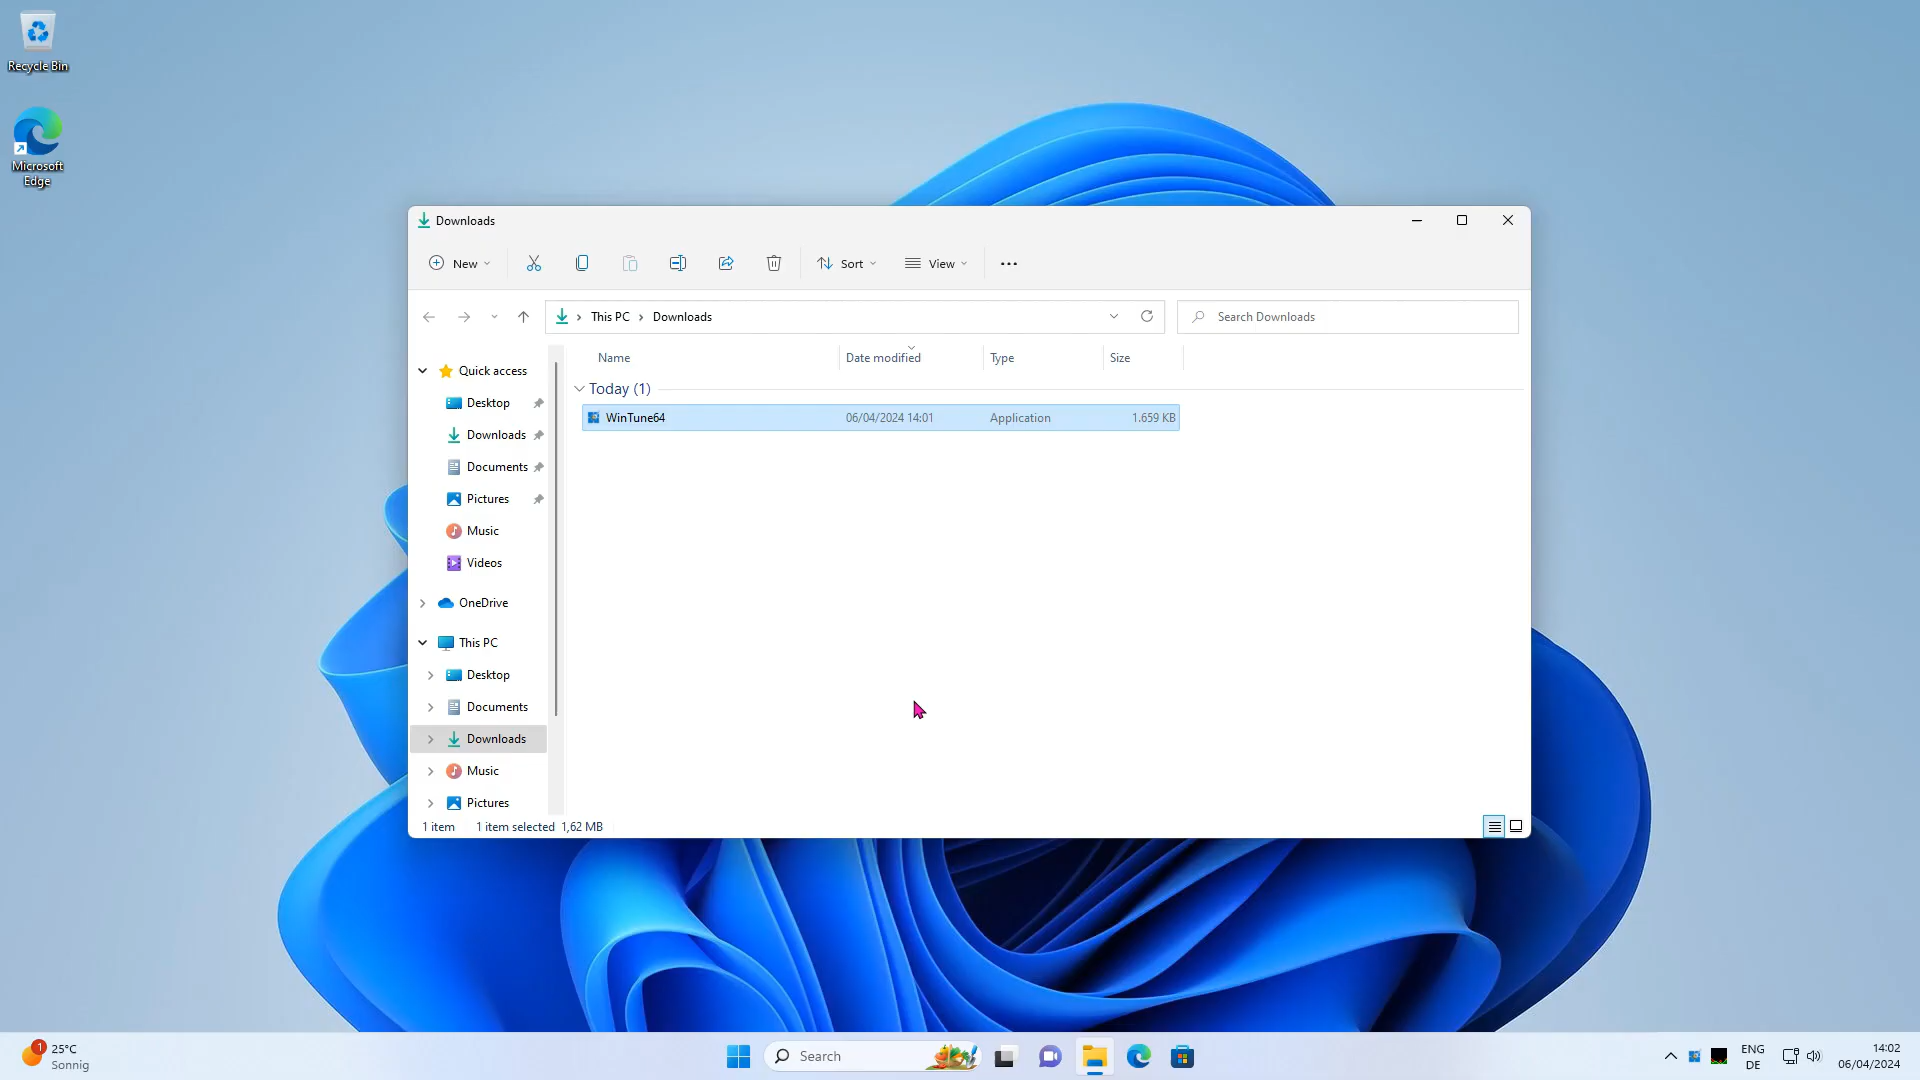 Recycle Bin
Microsoft
Edge
Downloads
New
Sort
View
This PC
Downloads
Search Downloads
Name
Date modified
Type
Size
Today (1)
WinTune64
06/04/2024 14:01
Application
1.659 KB
Quick access
Desktop
Downloads
Documents
Pictures
Music
Videos
OneDrive
This PC
Desktop
Documents
Downloads
Music
Pictures
1 item
1 item selected 1,62 MB
1
25°C
Sonnig
Search
ENG
DE
14:02
06/04/2024